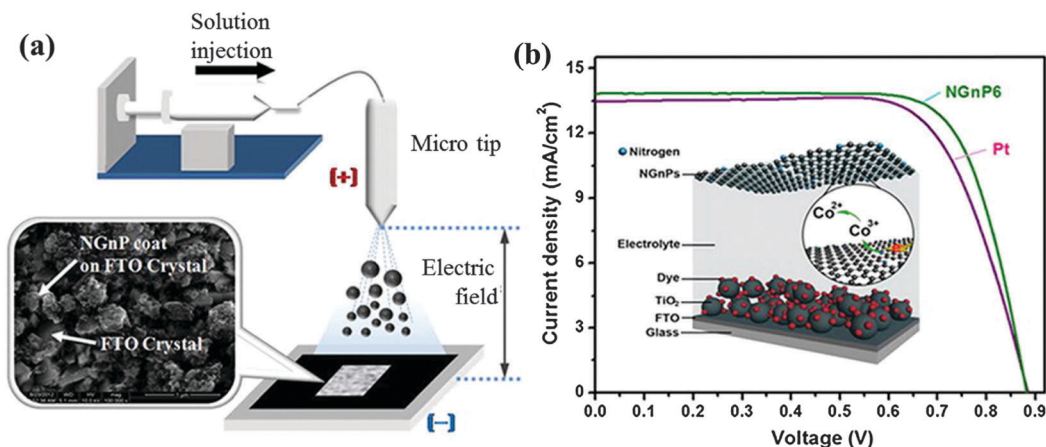 (a)
Solution
injection
Micro tip
(+)
NGnP coat
on FTO Crystal
FTO Crystal
Electric
field
(−)
(b)
Current density (mA/cm²)
15
12
9
6
3
0
NGnP6
Pt
Nitrogen
NGnPs
Co²⁺
Co³⁺
Electrolyte
Dye
TiO₂
FTO
Glass
0.0 0.1 0.2 0.3 0.4 0.5 0.6 0.7 0.8 0.9
Voltage (V)